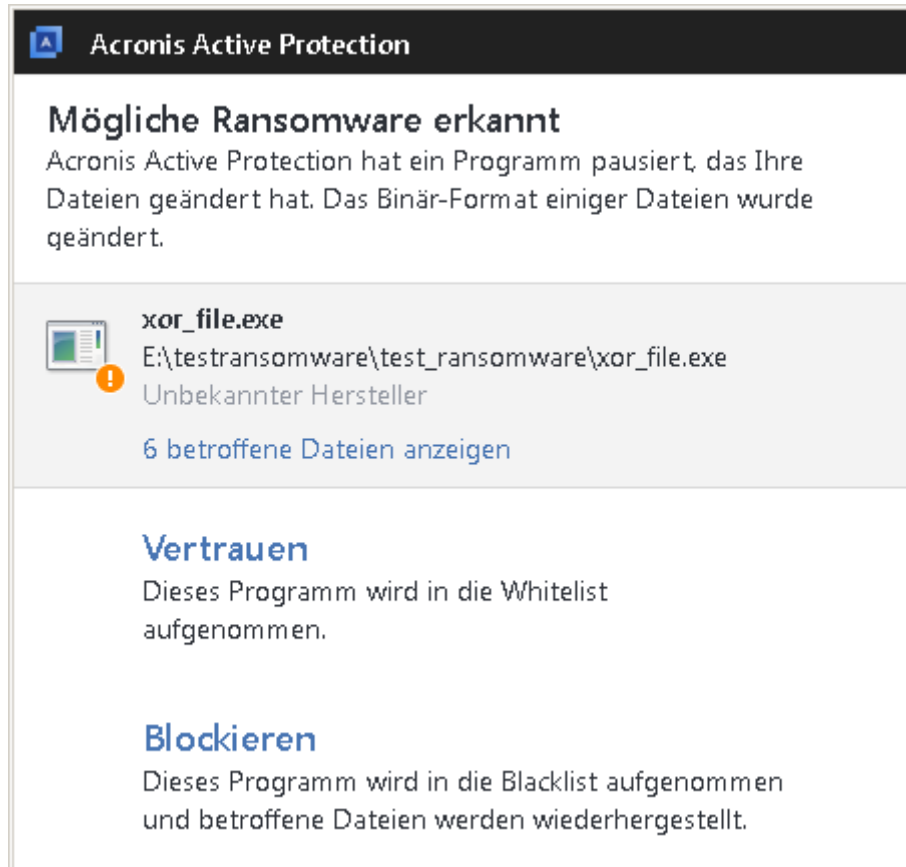 Acronis Active Protection
Mögliche Ransomware erkannt
Acronis Active Protection hat ein Programm pausiert, das Ihre
Dateien geändert hat. Das Binär-Format einiger Dateien wurde
geändert.
xor_file.exe
E:\testransomware\test_ransomware\xor_file.exe
Unbekannter Hersteller
6 betroffene Dateien anzeigen
Vertrauen
Dieses Programm wird in die Whitelist
aufgenommen.
Blockieren
Dieses Programm wird in die Blacklist aufgenommen
und betroffene Dateien werden wiederhergestellt.